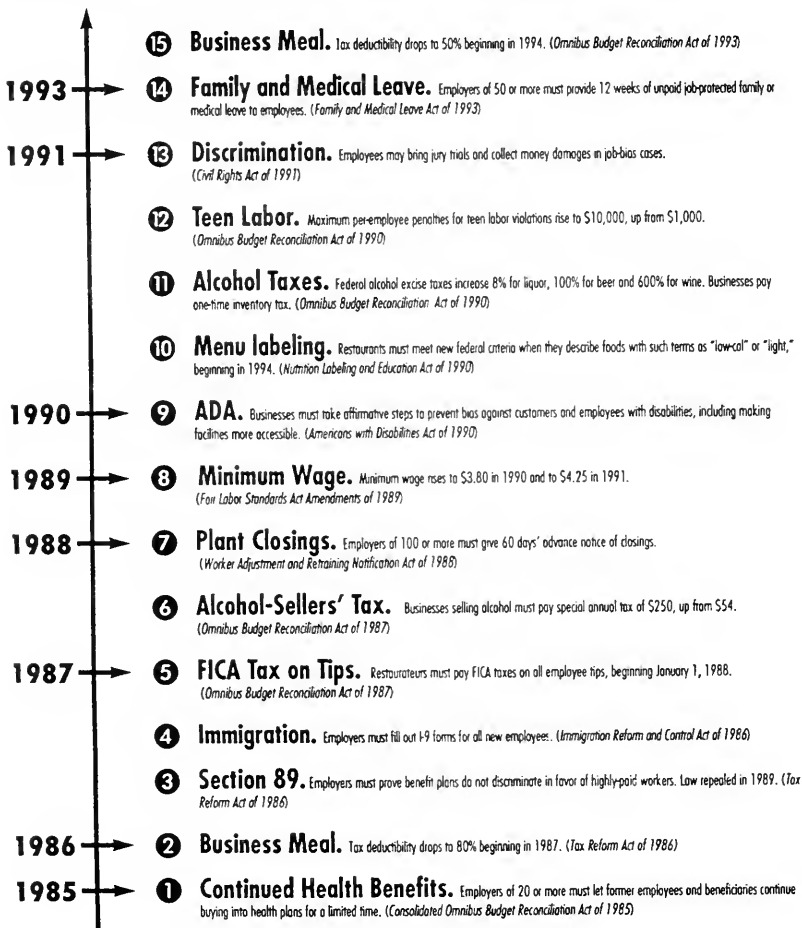 15 Business Meal. Tax deductibility drops to 50% beginning in 1994. (Omnibus Budget Reconciliation Act of 1993)
1993 14 Family and Medical Leave. Employers of 50 or more must provide 12 weeks of unpaid job-protected family or
medical leave to employees. (Family and Medical Leave Act of 1993)
1991 13 Discrimination. Employees may bring jury trials and collect money damages in job-bias cases.
(Civil Rights Act of 1991)
12 Teen Labor. Maximum per-employee penalties for teen labor violations rise to $10,000, up from $1,000.
(Omnibus Budget Reconciliation Act of 1990)
11 Alcohol Taxes. Federal alcohol excise taxes increase 8% for liquor, 100% for beer and 600% for wine. Businesses pay
one-time inventory tax. (Omnibus Budget Reconciliation Act of 1990)
10 Menu labeling. Restaurants must meet new federal criteria when they describe foods with such terms as "low-cal" or "light,"
beginning in 1994. (Nutrition Labeling and Education Act of 1990)
1990 9 ADA. Businesses must take affirmative steps to prevent bias against customers and employees with disabilities, including making
facilities more accessible. (Americans with Disabilities Act of 1990)
1989 8 Minimum Wage. Minimum wage rises to $3.80 in 1990 and to $4.25 in 1991.
(Fair Labor Standards Act Amendments of 1989)
1988 7 Plant Closings. Employers of 100 or more must give 60 days' advance notice of closings.
(Worker Adjustment and Retraining Notification Act of 1988)
6 Alcohol-Sellers' Tax. Businesses selling alcohol must pay special annual tax of $250, up from $54.
(Omnibus Budget Reconciliation Act of 1987)
1987 5 FICA Tax on Tips. Restaurateurs must pay FICA taxes on all employee tips, beginning January 1, 1988.
(Omnibus Budget Reconciliation Act of 1987)
4 Immigration. Employers must fill out I-9 forms for all new employees. (Immigration Reform and Control Act of 1986)
3 Section 89. Employers must prove benefit plans do not discriminate in favor of highly-paid workers. Law repealed in 1989. (Tax
Reform Act of 1986)
1986 2 Business Meal. Tax deductibility drops to 80% beginning in 1987. (Tax Reform Act of 1986)
1985 1 Continued Health Benefits. Employers of 20 or more must let former employees and beneficiaries continue
buying into health plans for a limited time. (Consolidated Omnibus Budget Reconciliation Act of 1985)